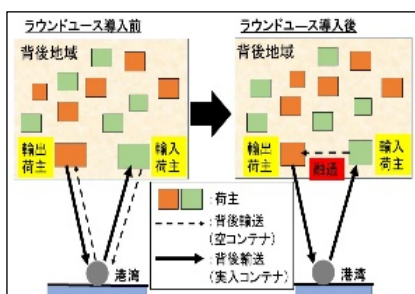 ラウンドユース導入前
ラウンドユース導入後
背後地域
背後地域
輸出
荷主
輸入
荷主
輸出
荷主
融通
輸入
荷主
:荷主
:背後輸送
(空コンテナ)
:背後輸送
(実入コンテナ)
港湾
港湾